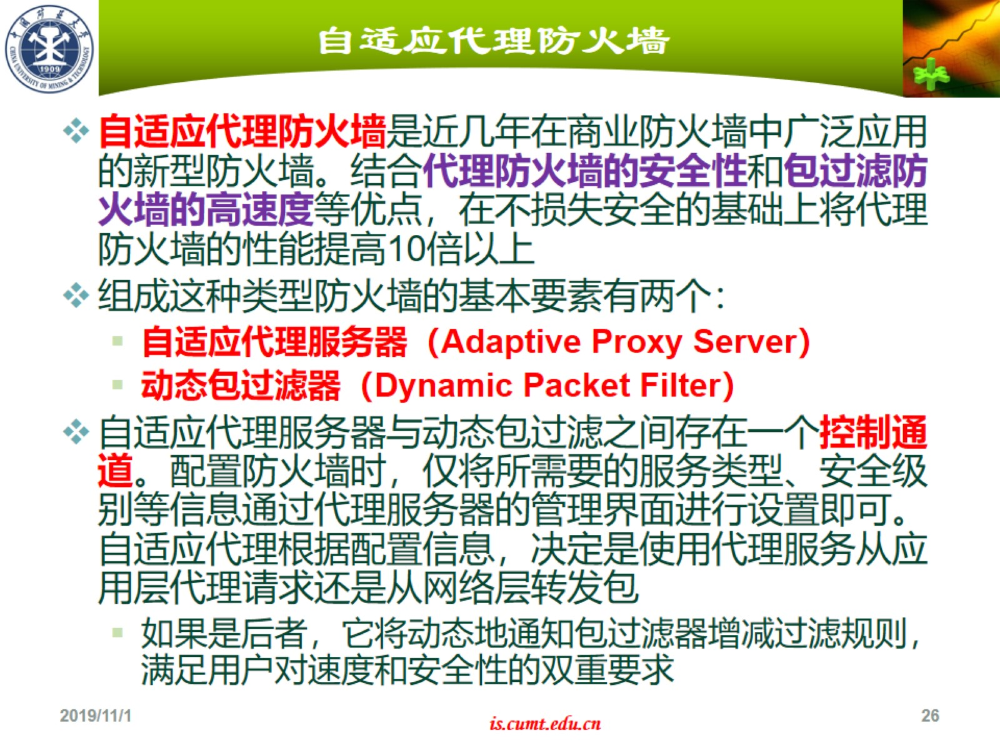 中国矿业大学
1909
CHINA UNIVERSITY OF MINING & TECHNOLOGY
自适应代理防火墙
自适应代理防火墙是近几年在商业防火墙中广泛应用
的新型防火墙。结合代理防火墙的安全性和包过滤防
火墙的高速度等优点，在不损失安全的基础上将代理
防火墙的性能提高10倍以上
组成这种类型防火墙的基本要素有两个：
自适应代理服务器（Adaptive Proxy Server）
动态包过滤器（Dynamic Packet Filter）
自适应代理服务器与动态包过滤之间存在一个控制通
道。配置防火墙时，仅将所需要的服务类型、安全级
别等信息通过代理服务器的管理界面进行设置即可。
自适应代理根据配置信息，决定是使用代理服务从应
用层代理请求还是从网络层转发包
如果是后者，它将动态地通知包过滤器增减过滤规则，
满足用户对速度和安全性的双重要求
2019/11/1
is.cumt.edu.cn
26